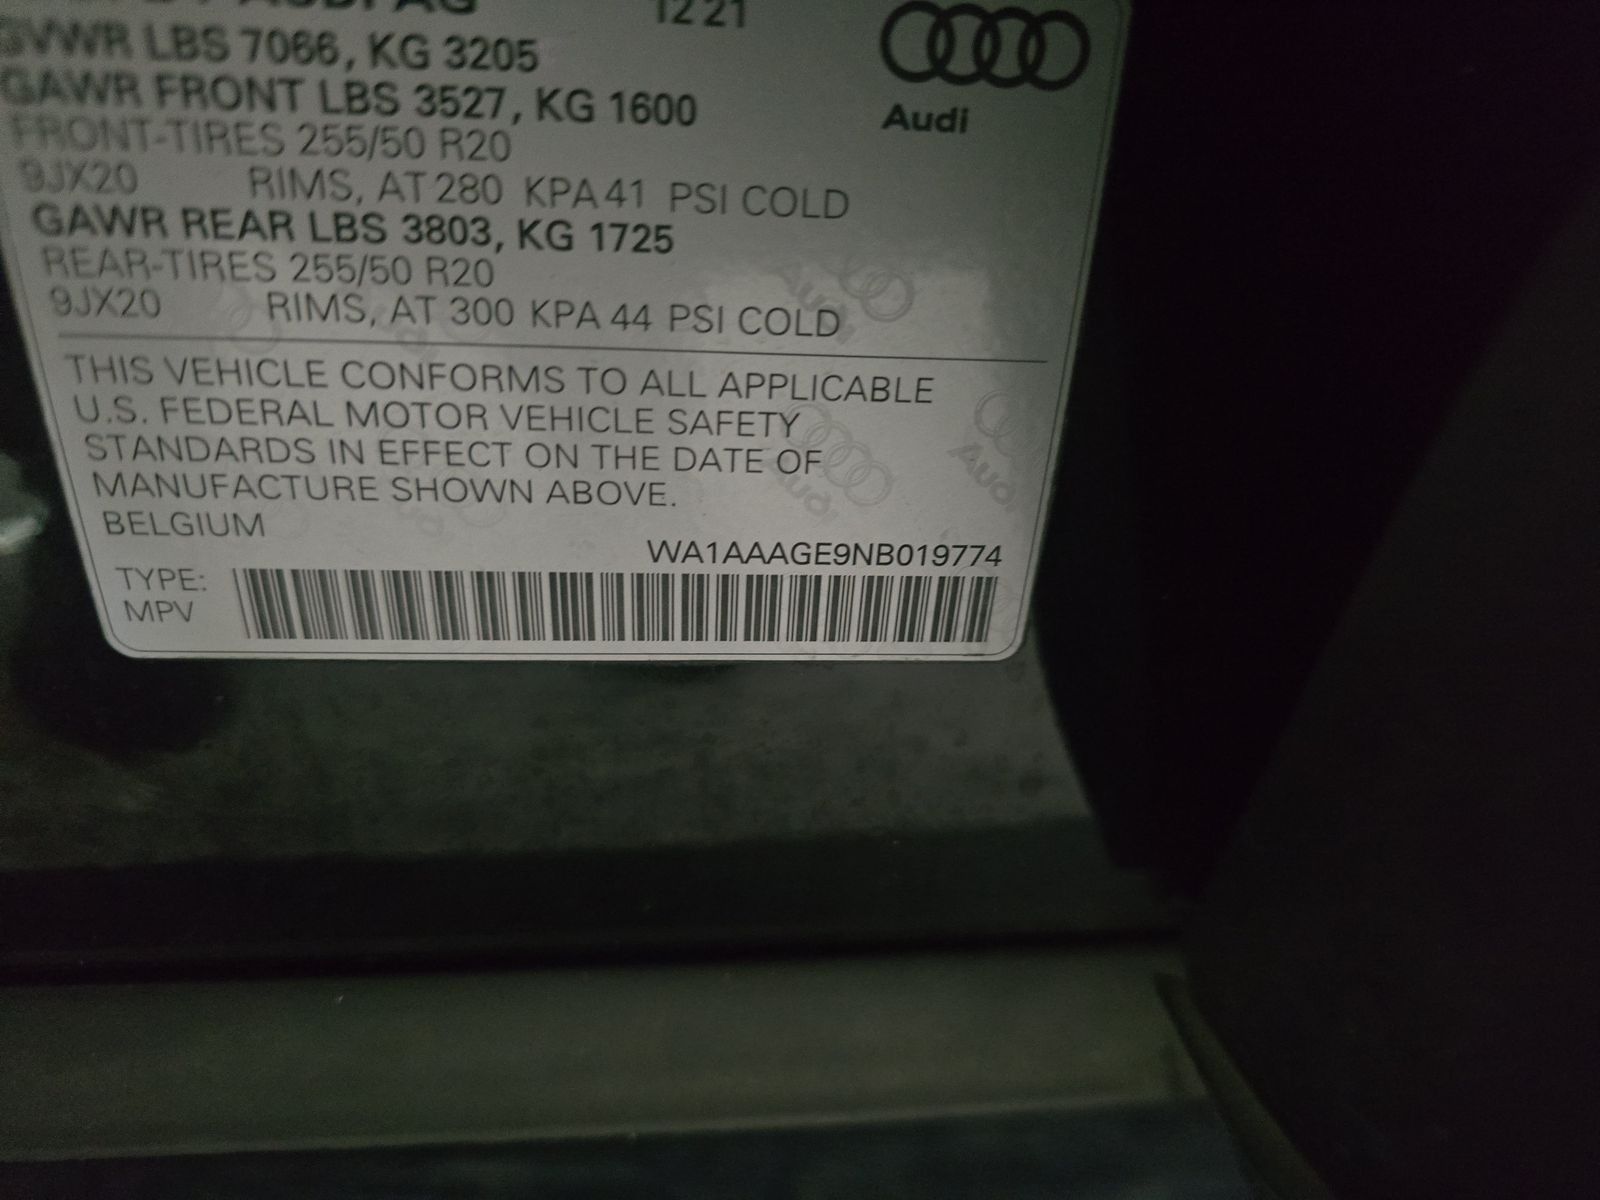 AUDI AG 12 21
GVWR LBS 7066, KG 3205
GAWR FRONT LBS 3527, KG 1600
Audi
FRONT-TIRES 255/50 R20
9JX20 RIMS, AT 280 KPA 41 PSI COLD
GAWR REAR LBS 3803, KG 1725
REAR-TIRES 255/50 R20
9JX20 RIMS, AT 300 KPA 44 PSI COLD
THIS VEHICLE CONFORMS TO ALL APPLICABLE
U.S. FEDERAL MOTOR VEHICLE SAFETY
STANDARDS IN EFFECT ON THE DATE OF
MANUFACTURE SHOWN ABOVE.
BELGIUM
WA1AAAGE9NB019774
TYPE:
MPV